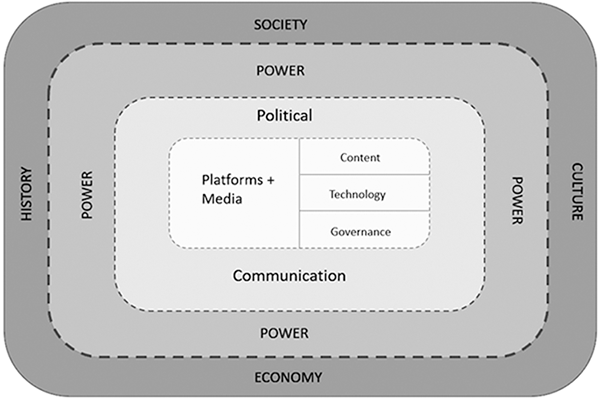 SOCIETY
POWER
Political
HISTORY
POWER
Platforms +
Media
Content
Technology
Governance
POWER
CULTURE
Communication
POWER
ECONOMY